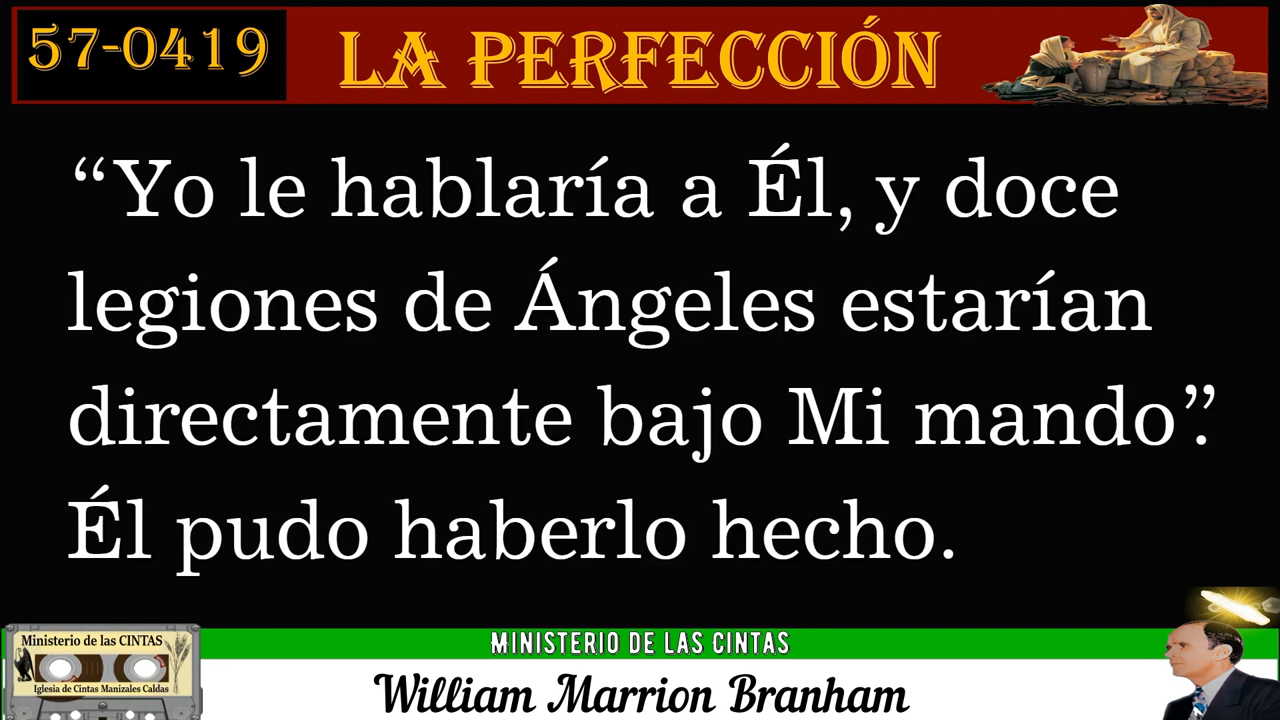 57-0419
LA PERFECCIÓN
“Yo le hablaría a Él, y doce
legiones de Ángeles estarían
directamente bajo Mi mando”.
Él pudo haberlo hecho.
Ministerio de las CINTAS
Iglesia de Cintas Manizales Caldas
MINISTERIO DE LAS CINTAS
William Marrion Branham